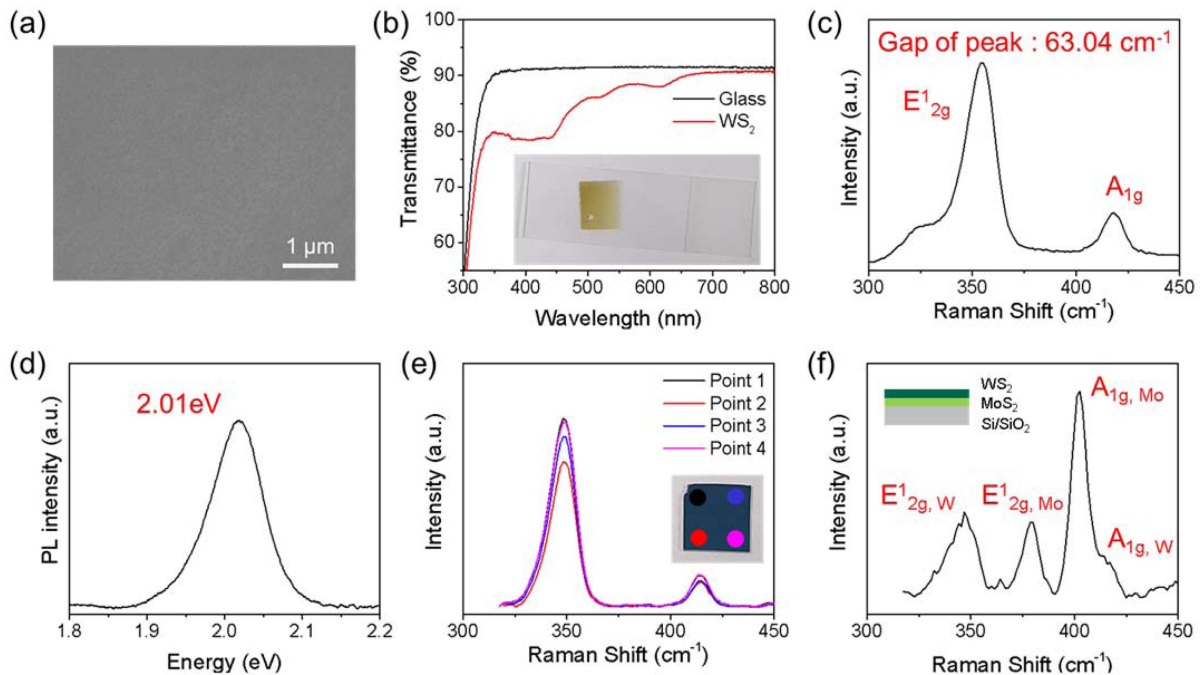 (a)
1 μm
(b)
100
90
80
70
60
Transmittance (%)
Glass
WS₂
300 400 500 600 700 800
Wavelength (nm)
(c)
Gap of peak : 63.04 cm⁻¹
E¹₂g
A₁g
Intensity (a.u.)
300 350 400 450
Raman Shift (cm⁻¹)
(d)
2.01eV
PL intensity (a.u.)
1.8 1.9 2.0 2.1 2.2
Energy (eV)
(e)
Point 1
Point 2
Point 3
Point 4
Intensity (a.u.)
300 350 400 450
Raman Shift (cm⁻¹)
(f)
WS₂
MoS₂
Si/SiO₂
A₁g, Mo
E¹₂g, W
E¹₂g, Mo
A₁g, W
Intensity (a.u.)
300 350 400 450
Raman Shift (cm⁻¹)